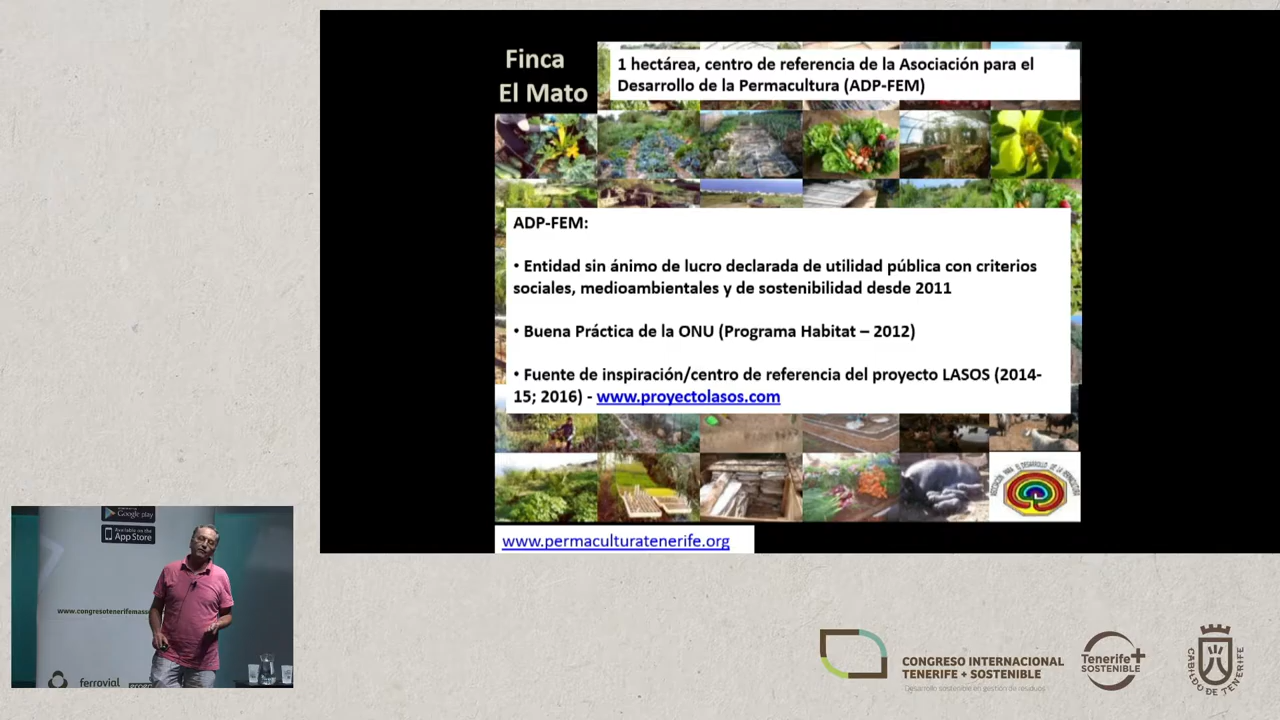 Finca
El Mato
1 hectárea, centro de referencia de la Asociación para el
Desarrollo de la Permacultura (ADP-FEM)
ADP-FEM:
• Entidad sin ánimo de lucro declarada de utilidad pública con criterios
sociales, medioambientales y de sostenibilidad desde 2011
• Buena Práctica de la ONU (Programa Habitat – 2012)
• Fuente de inspiración/centro de referencia del proyecto LASOS (2014-
15; 2016) - www.proyectolasos.com
www.permaculturatenerife.org
Google play
Available on the
App Store
www.congresotenerifemass
ferrovial
CONGRESO INTERNACIONAL
TENERIFE + SOSTENIBLE
Desarrollo sostenible en gestión de residuos
Tenerife+
SOSTENIBLE
CABILDO DE TENERIFE